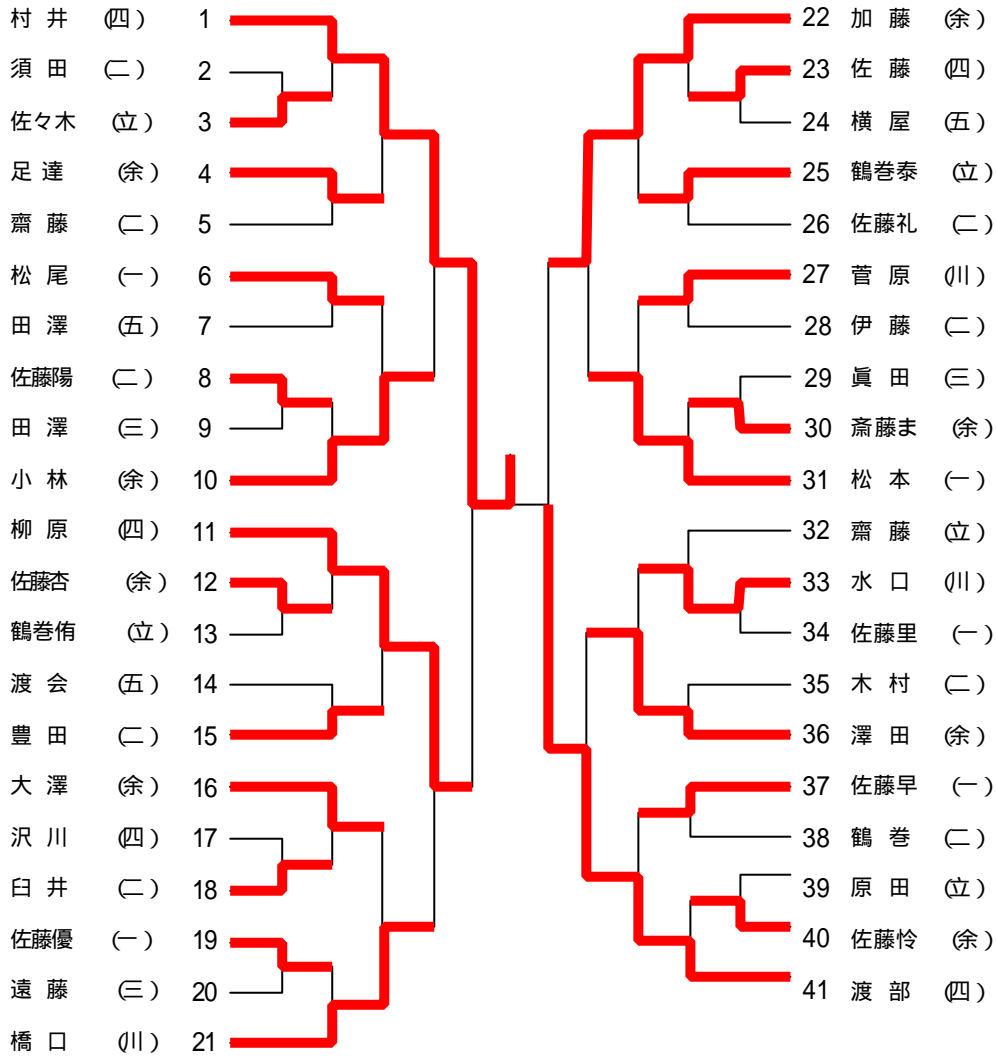 村 井 (四) 1
須 田 (二) 2
佐々木 (立) 3
足 達 (余) 4
齋 藤 (二) 5
松 尾 (一) 6
田 澤 (五) 7
佐藤陽 (二) 8
田 澤 (三) 9
小 林 (余) 10
柳 原 (四) 11
佐藤杏 (余) 12
鶴巻侑 (立) 13
渡 会 (五) 14
豊 田 (二) 15
大 澤 (余) 16
沢 川 (四) 17
臼 井 (二) 18
佐藤優 (一) 19
遠 藤 (三) 20
橋 口 (川) 21
22 加 藤 (余)
23 佐 藤 (四)
24 横 屋 (五)
25 鶴巻泰 (立)
26 佐藤礼 (二)
27 菅 原 (川)
28 伊 藤 (二)
29 眞 田 (三)
30 斎藤ま (余)
31 松 本 (一)
32 齋 藤 (立)
33 水 口 (川)
34 佐藤里 (一)
35 木 村 (二)
36 澤 田 (余)
37 佐藤早 (一)
38 鶴 巻 (二)
39 原 田 (立)
40 佐藤怜 (余)
41 渡 部 (四)